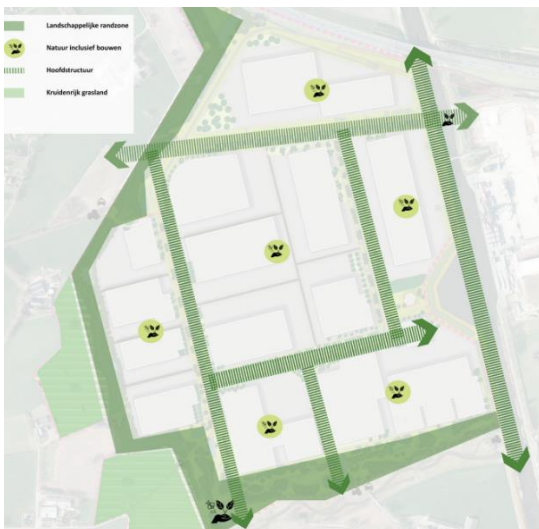 Landschappelijke randzone
Natuur inclusief bouwen
Hoofdstructuur
Kruidenrijk grasland